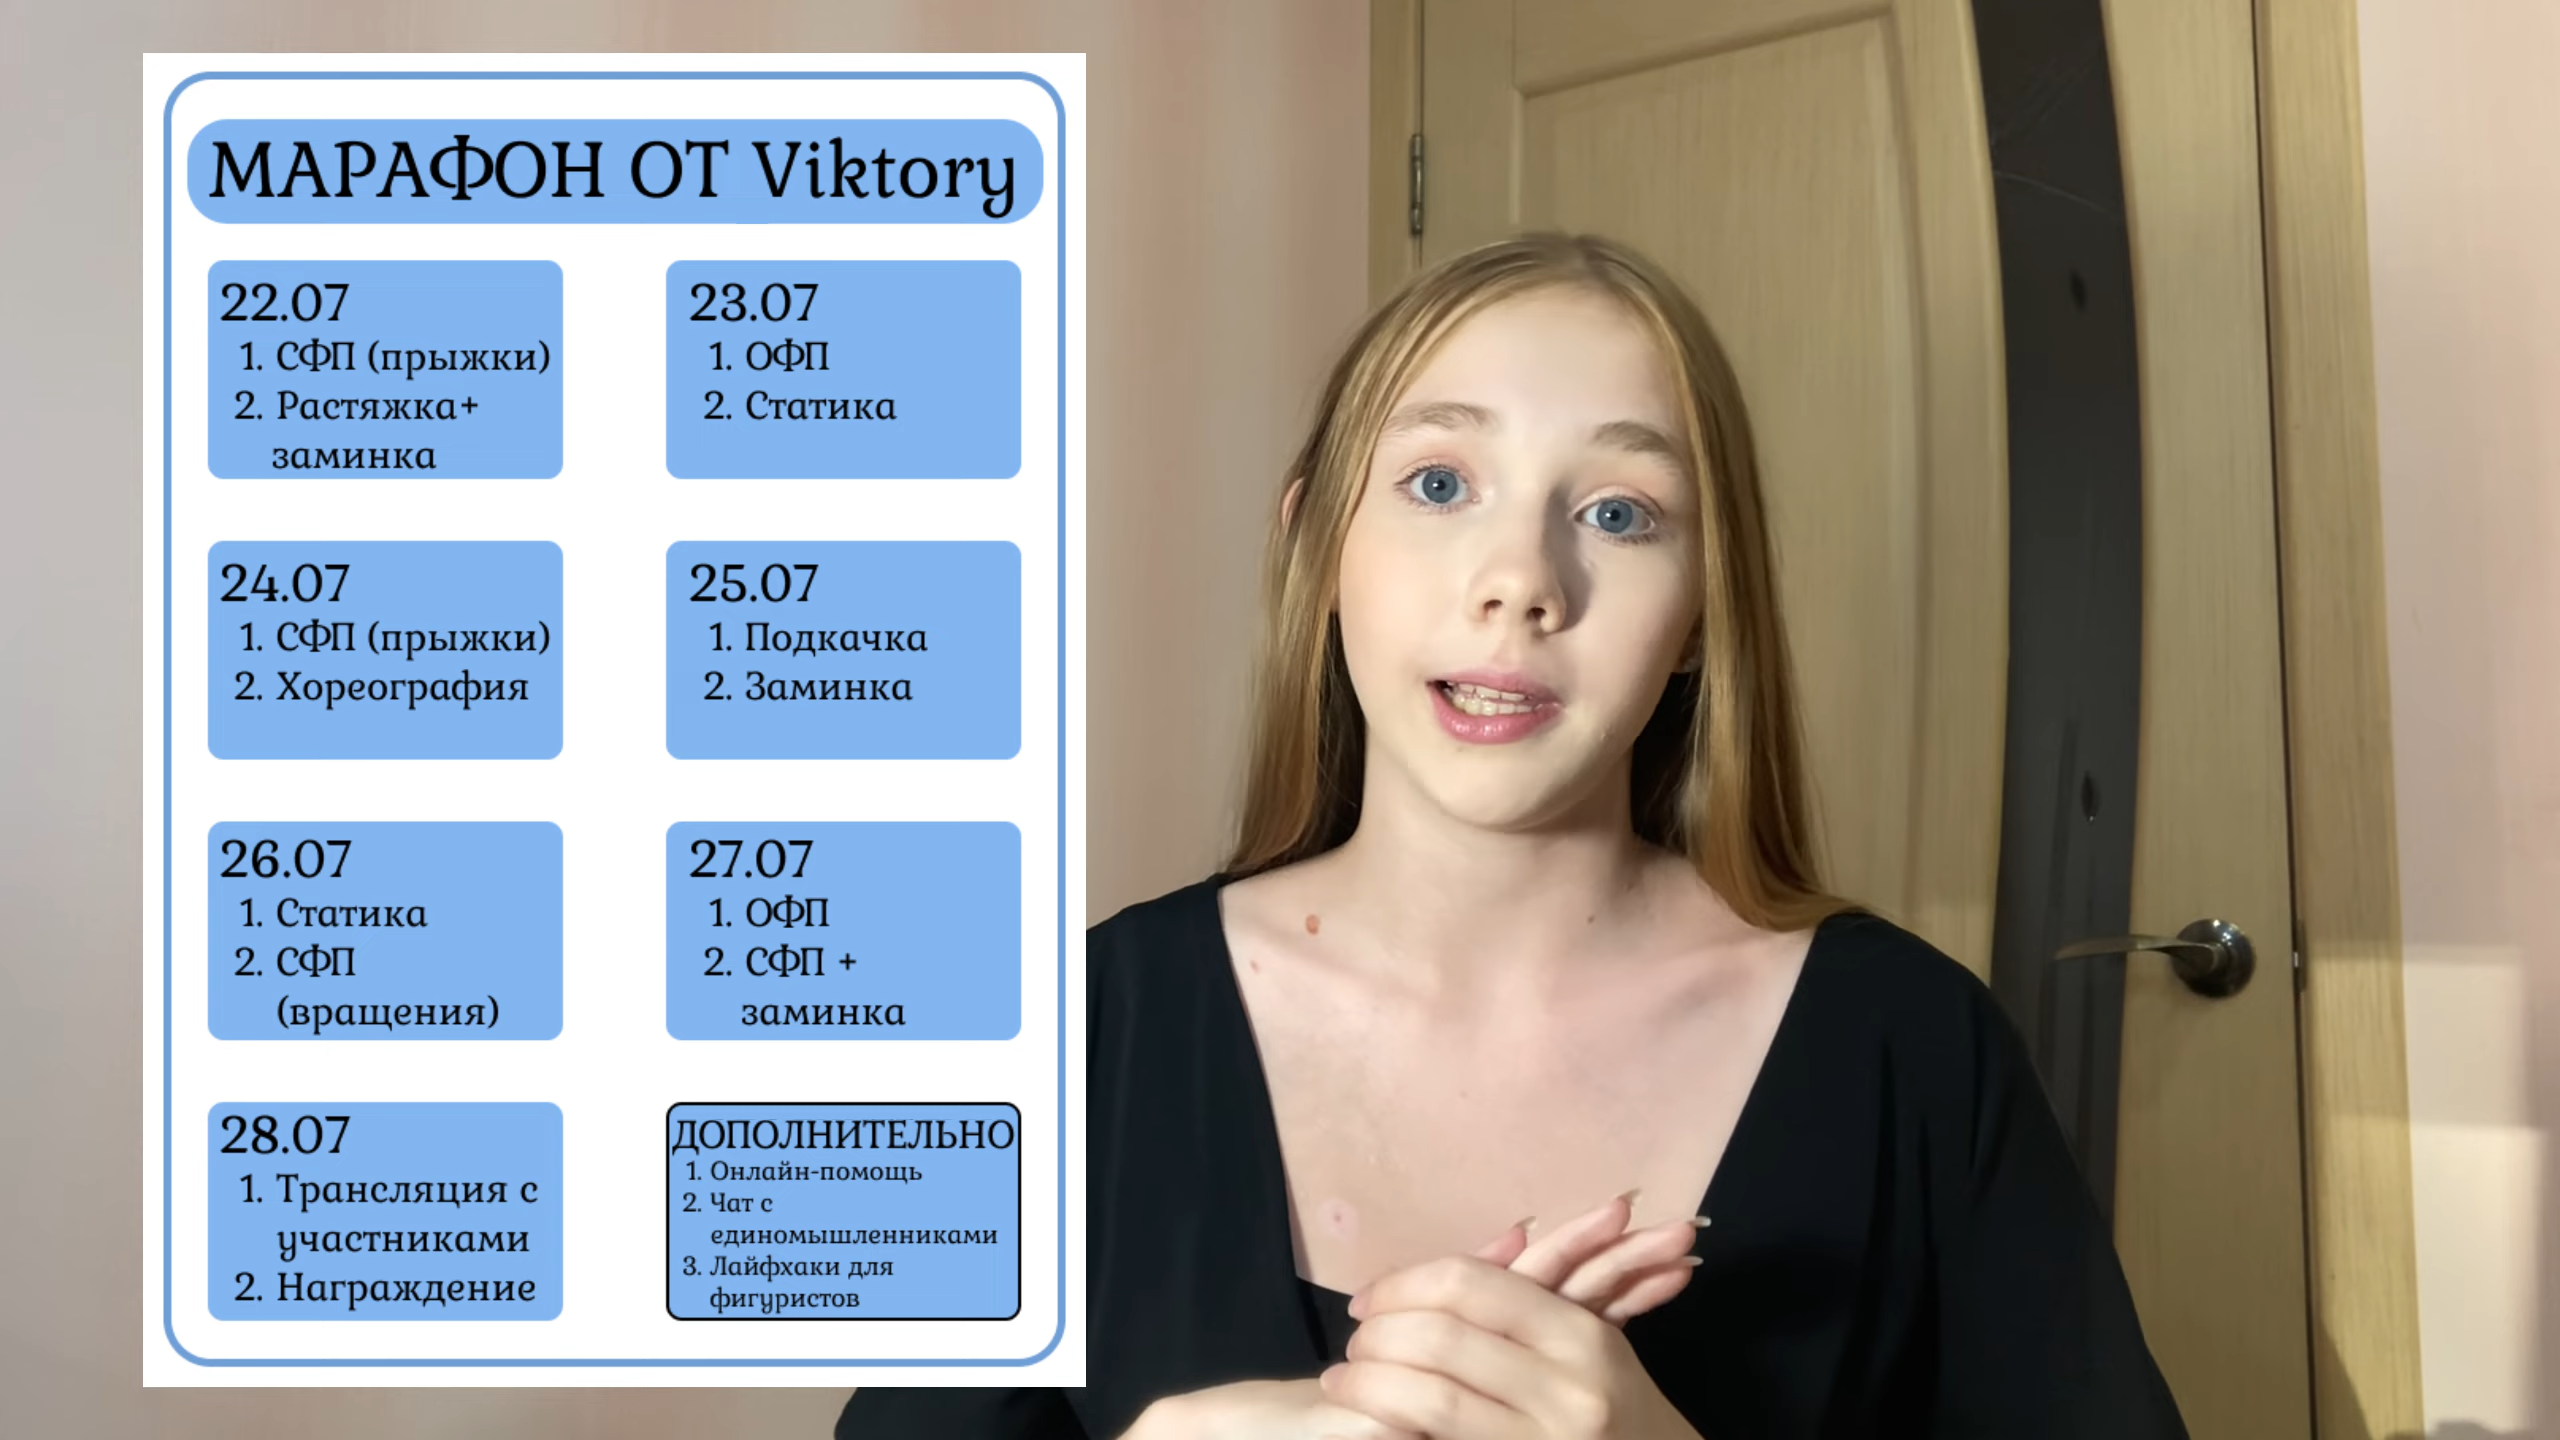 МАРАФОН ОТ Viktory
22.07
1. СФП (прыжки)
2. Растяжка+
заминка
23.07
1. ОФП
2. Статика
24.07
1. СФП (прыжки)
2. Хореография
25.07
1. Подкачка
2. Заминка
26.07
1. Статика
2. СФП
(вращения)
27.07
1. ОФП
2. СФП +
заминка
28.07
1. Трансляция с
участниками
2. Награждение
ДОПОЛНИТЕЛЬНО
1. Онлайн-помощь
2. Чат с
единомышленниками
3. Лайфхаки для
фигуристов